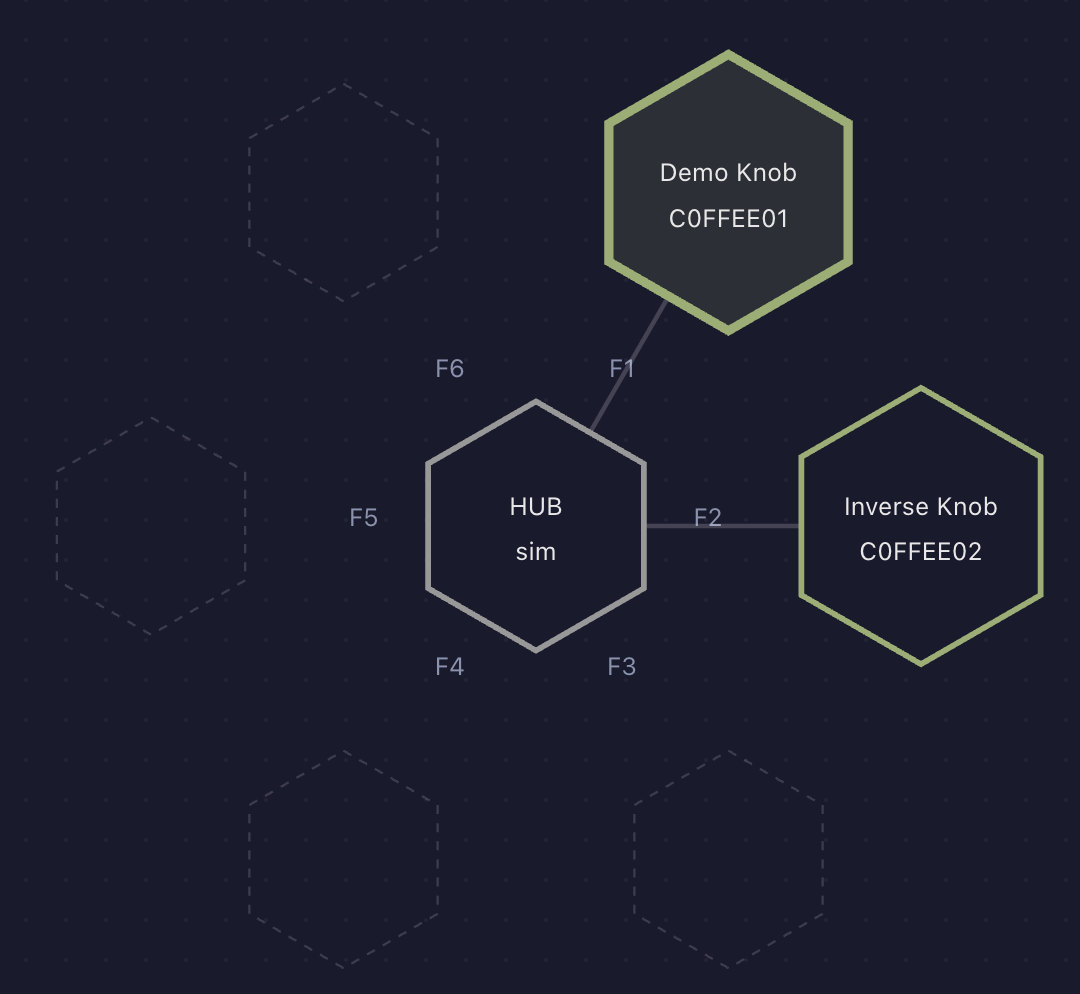 Demo Knob
C0FFEE01
F6
F1
HUB
sim
F5
F2
Inverse Knob
C0FFEE02
F4
F3